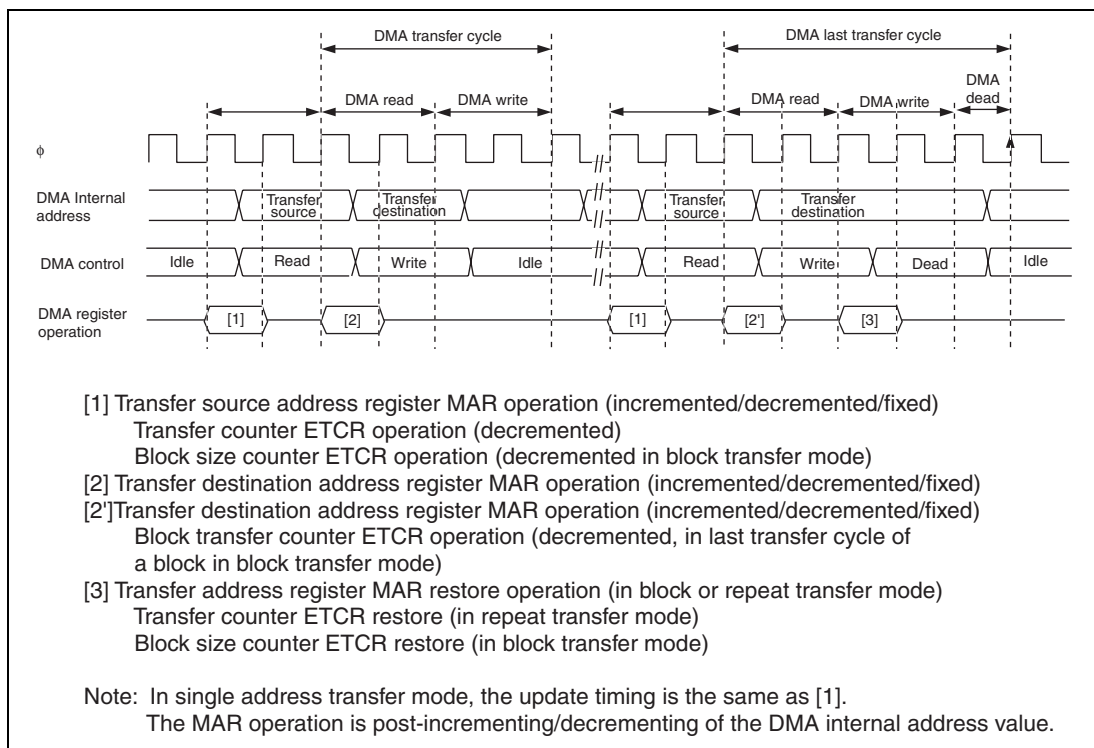 DMA transfer cycle
DMA last transfer cycle
DMA read
DMA write
DMA read
DMA write
DMA
dead
φ
DMA Internal
address
Transfer
source
Transfer
destination
Transfer
source
Transfer
destination
DMA control
Idle
Read
Write
Idle
Read
Write
Dead
Idle
DMA register
operation
[1]
[2]
[1]
[2']
[3]
[1] Transfer source address register MAR operation (incremented/decremented/fixed)
Transfer counter ETCR operation (decremented)
Block size counter ETCR operation (decremented in block transfer mode)
[2] Transfer destination address register MAR operation (incremented/decremented/fixed)
[2']Transfer destination address register MAR operation (incremented/decremented/fixed)
Block transfer counter ETCR operation (decremented, in last transfer cycle of
a block in block transfer mode)
[3] Transfer address register MAR restore operation (in block or repeat transfer mode)
Transfer counter ETCR restore (in repeat transfer mode)
Block size counter ETCR restore (in block transfer mode)
Note: In single address transfer mode, the update timing is the same as [1].
The MAR operation is post-incrementing/decrementing of the DMA internal address value.